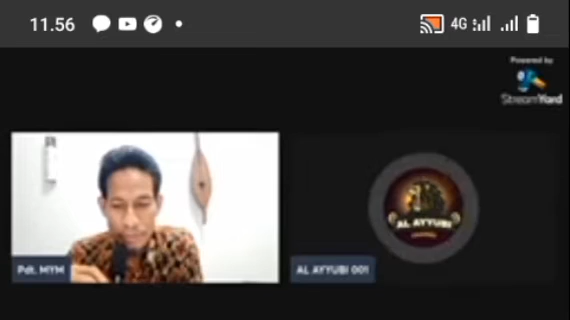 11.56
4G
Powered by
StreamYard
AL AYYUBI
Pdt. MYM
AL AYYUBI 001